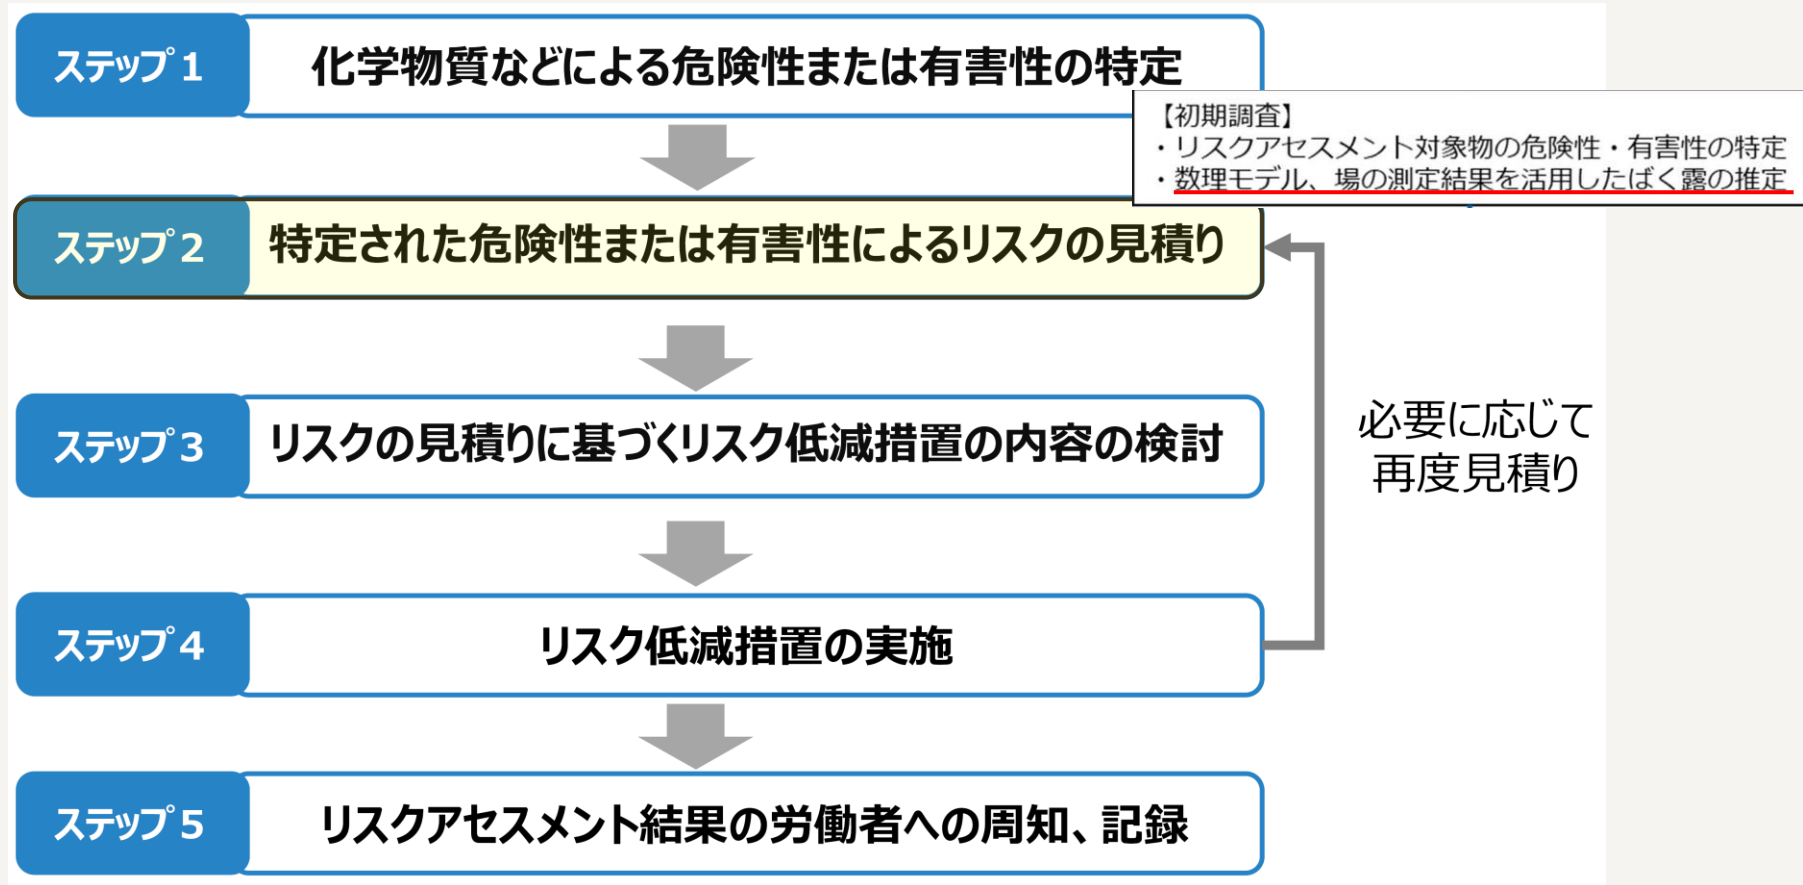 ステップ1
化学物質などによる危険性または有害性の特定
【初期調査】
・リスクアセスメント対象物の危険性・有害性の特定
・数理モデル、場の測定結果を活用したばく露の推定
ステップ2
特定された危険性または有害性によるリスクの見積り
ステップ3
リスクの見積りに基づくリスク低減措置の内容の検討
必要に応じて
再度見積り
ステップ4
リスク低減措置の実施
ステップ5
リスクアセスメント結果の労働者への周知、記録